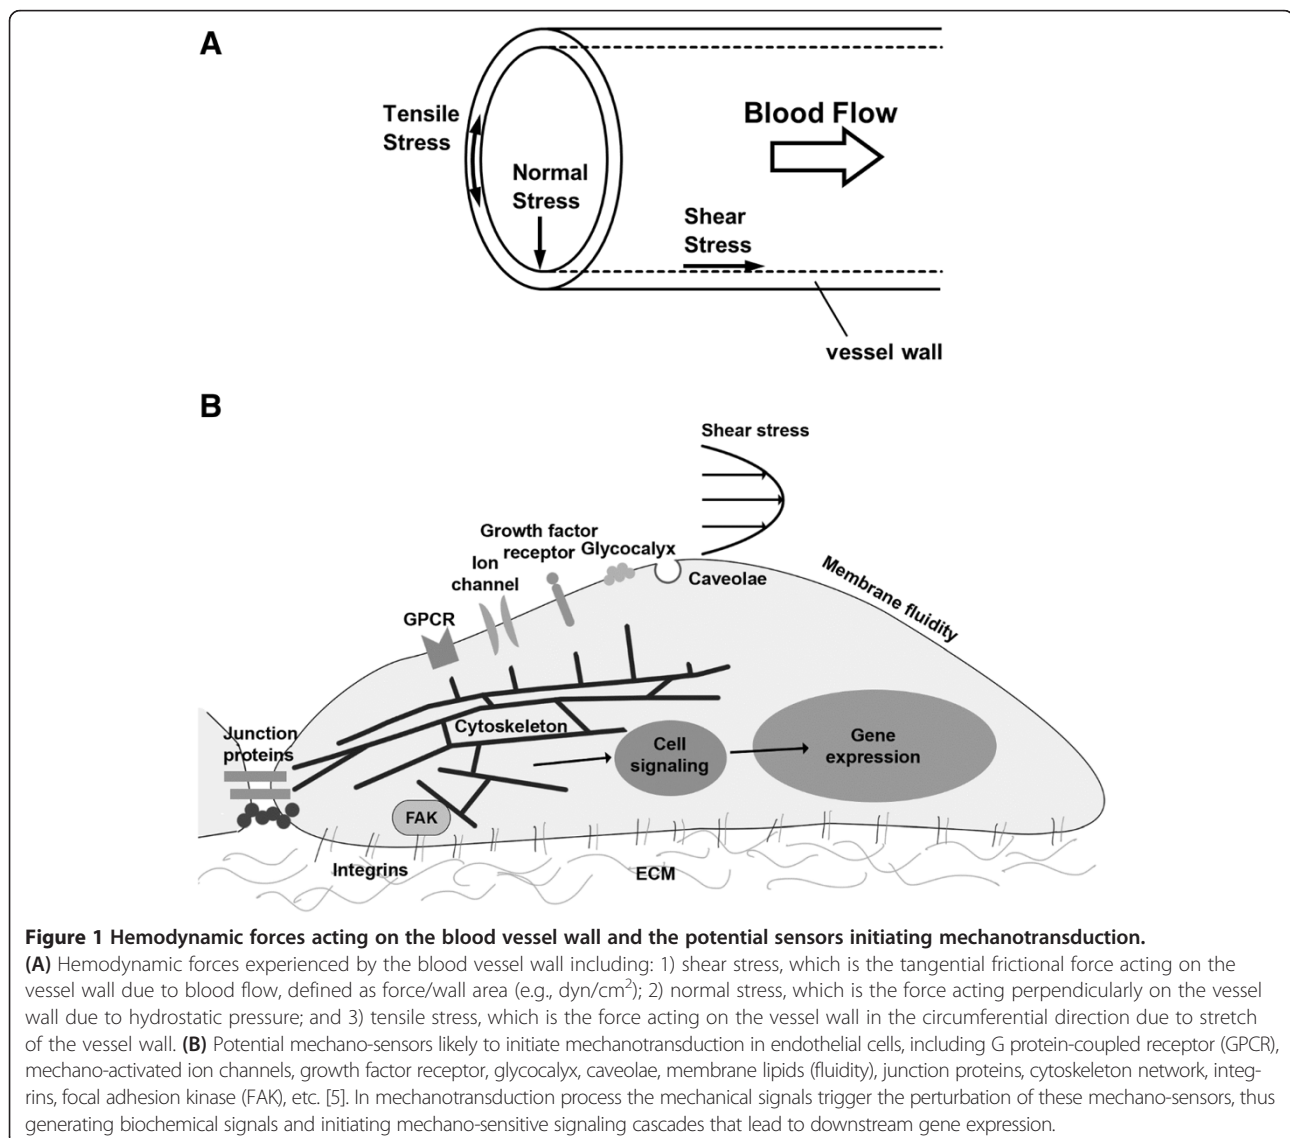 A
Tensile
Stress
Normal
Stress
Blood Flow
Shear
Stress
vessel wall
B
Shear stress
Growth factor
receptor
Glycocalyx
Ion
channel
Caveolae
GPCR
Membrane fluidity
Junction
proteins
Cytoskeleton
Cell
signaling
Gene
expression
FAK
Integrins
ECM
Figure 1 Hemodynamic forces acting on the blood vessel wall and the potential sensors initiating mechanotransduction.
(A) Hemodynamic forces experienced by the blood vessel wall including: 1) shear stress, which is the tangential frictional force acting on the
vessel wall due to blood flow, defined as force/wall area (e.g., dyn/cm²); 2) normal stress, which is the force acting perpendicularly on the vessel
wall due to hydrostatic pressure; and 3) tensile stress, which is the force acting on the vessel wall in the circumferential direction due to stretch
of the vessel wall. (B) Potential mechano-sensors likely to initiate mechanotransduction in endothelial cells, including G protein-coupled receptor (GPCR),
mechano-activated ion channels, growth factor receptor, glycocalyx, caveolae, membrane lipids (fluidity), junction proteins, cytoskeleton network, integ-
rins, focal adhesion kinase (FAK), etc. [5]. In mechanotransduction process the mechanical signals trigger the perturbation of these mechano-sensors, thus
generating biochemical signals and initiating mechano-sensitive signaling cascades that lead to downstream gene expression.